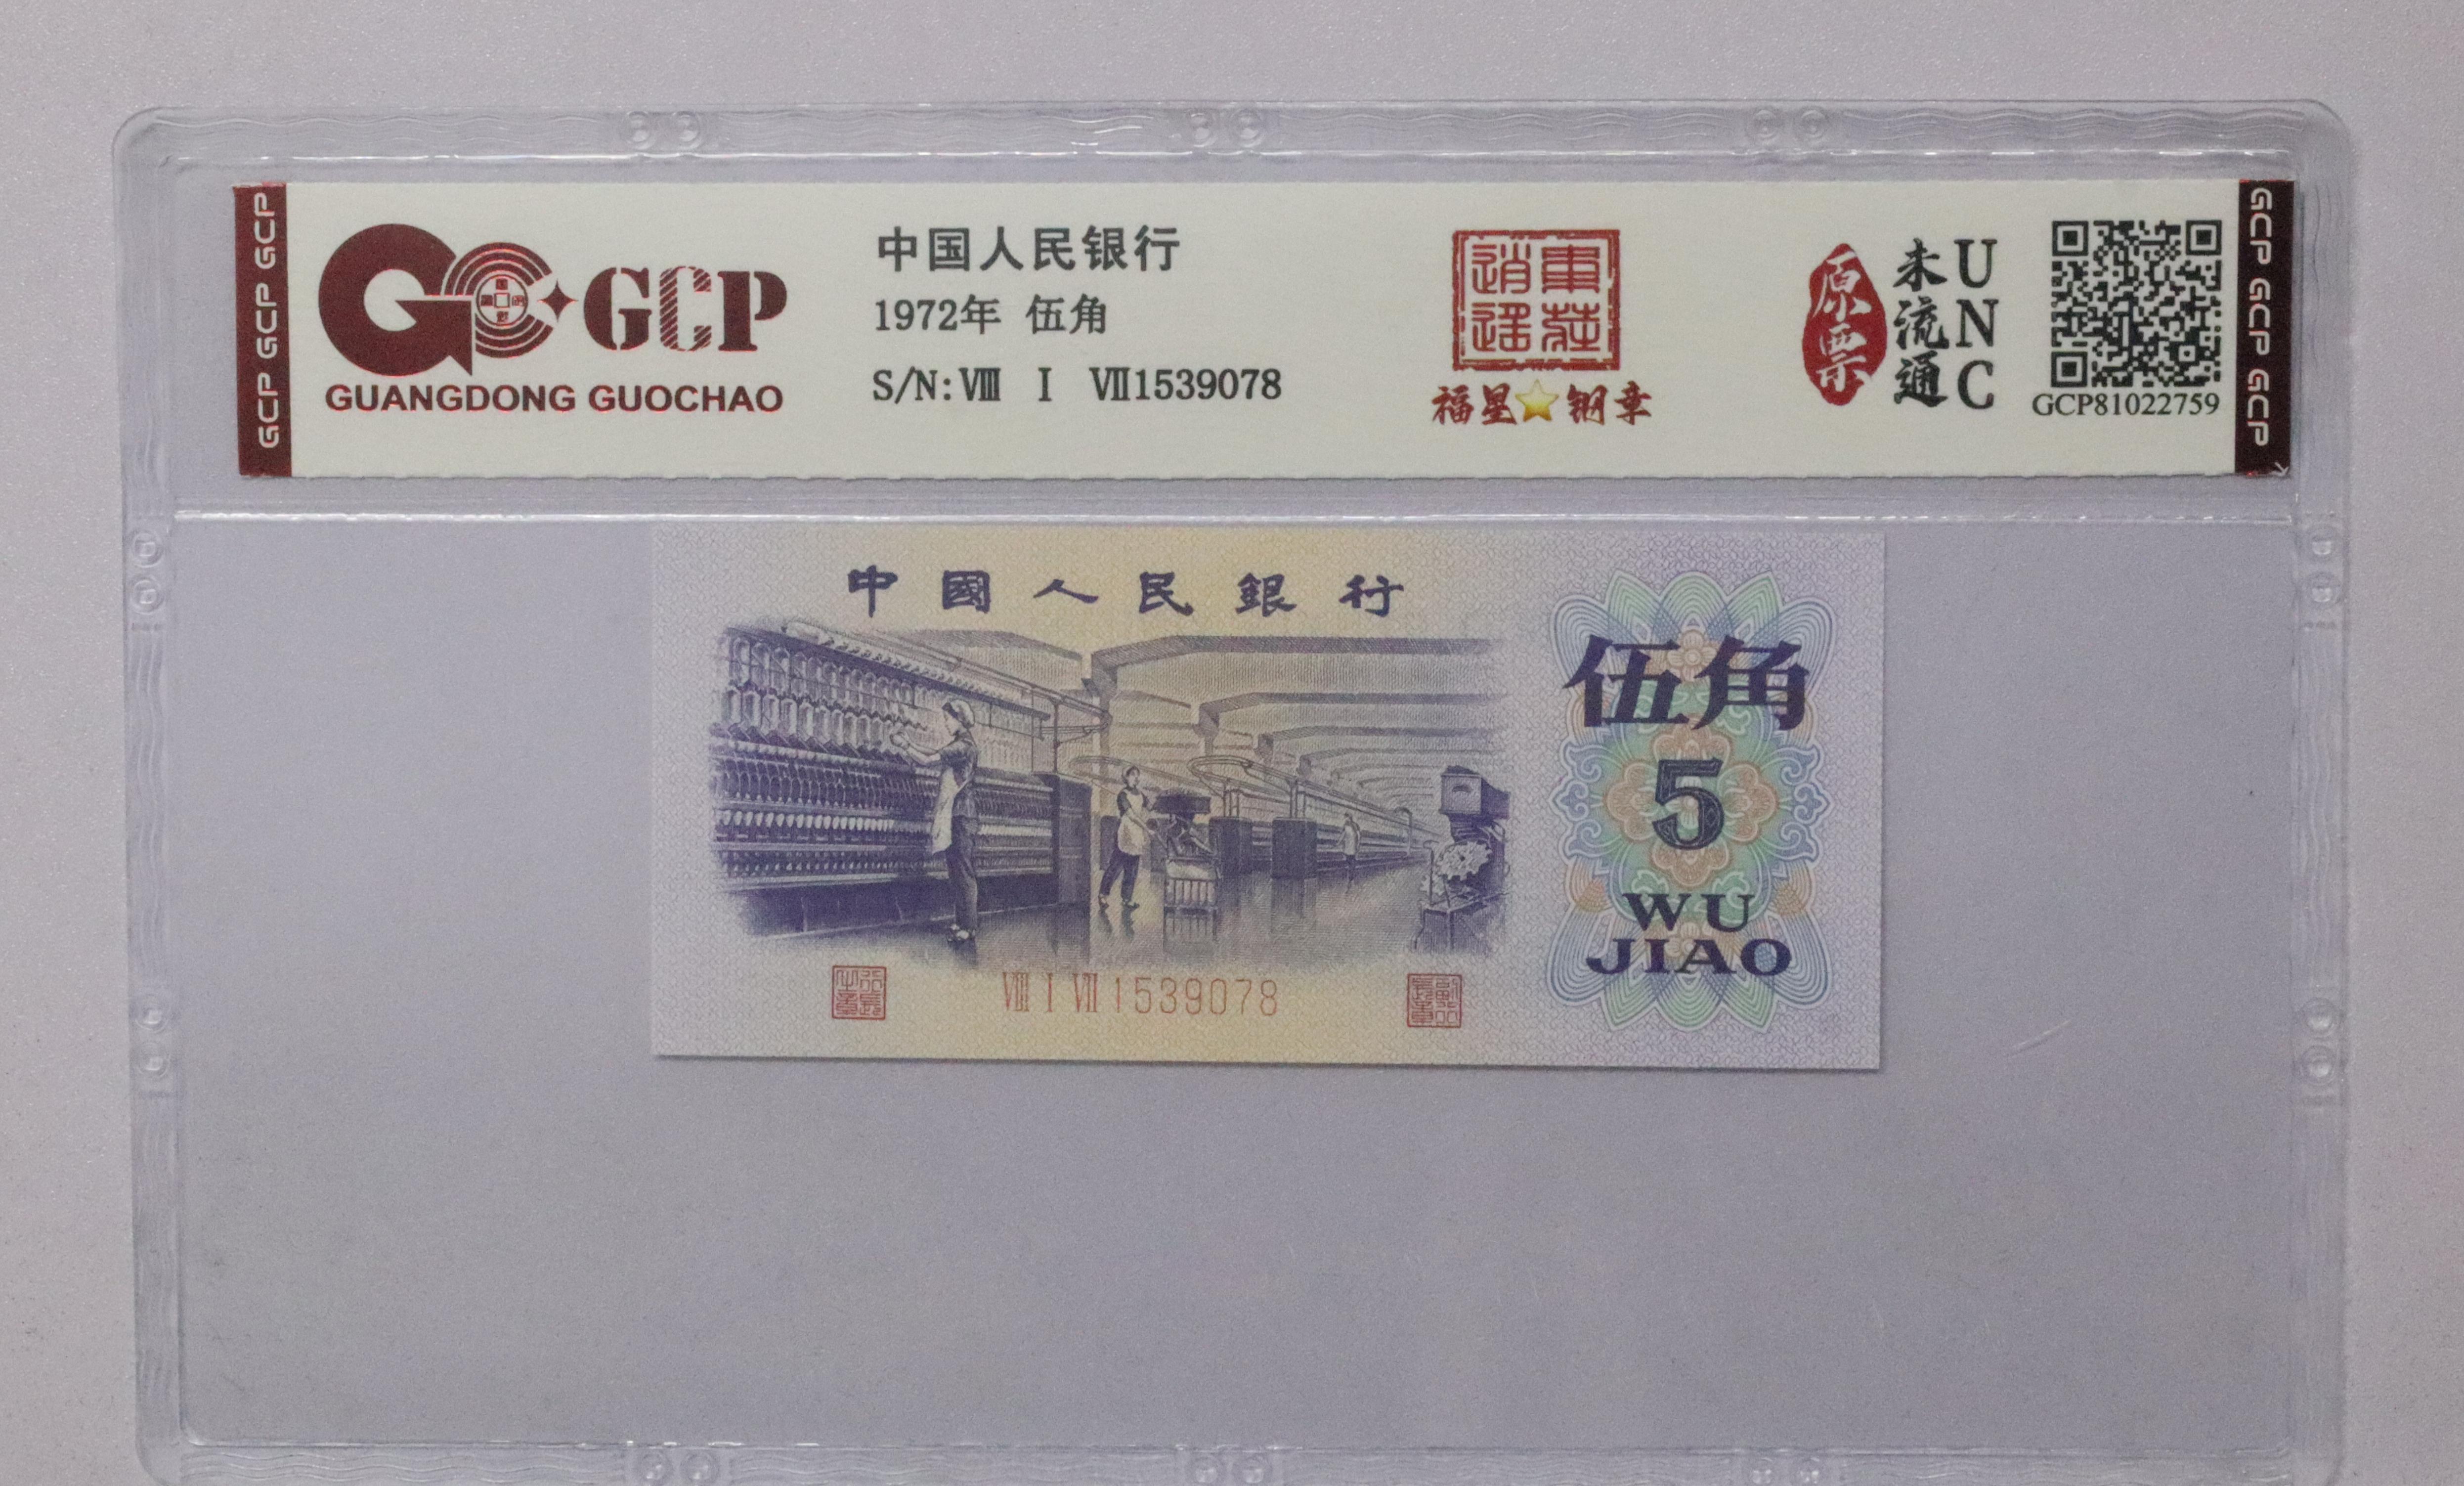 GCP GCP GCP
GCP
GUANGDONG GUOCHAO
中国人民银行
1972年 伍角
S/N:Ⅷ Ⅰ Ⅶ1539078
福星⭐钢章
原票
未流通
UNC
GCP81022759
GCP GCP GCP
中國人民銀行
伍角
5
WU
JIAO
Ⅷ Ⅰ Ⅶ 1539078